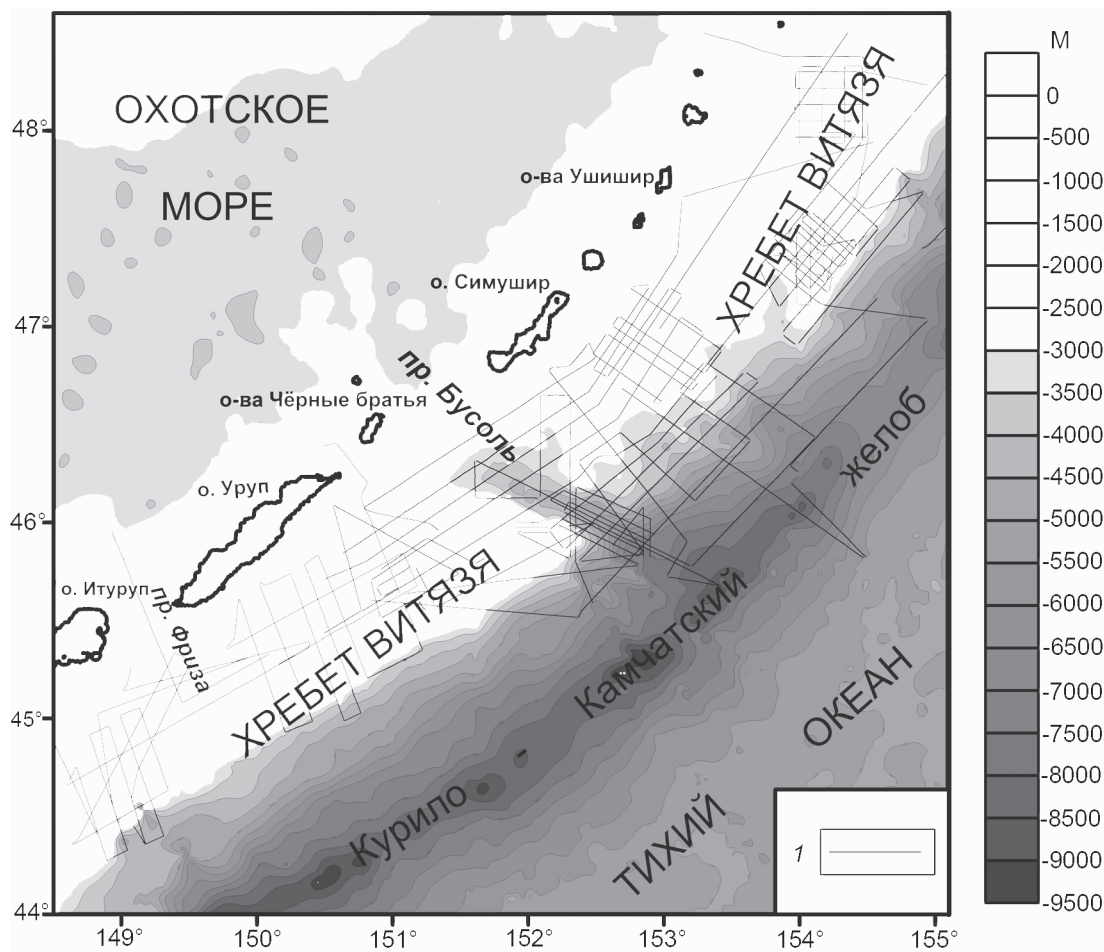 М
ОХОТСКОЕ
МОРЕ
ХРЕБЕТ ВИТЯЗЯ
о-ва Ушишир
о. Симушир
пр. Бусоль
о-ва Чёрные братья
о. Уруп
о. Итуруп
пр. Фриза
ХРЕБЕТ ВИТЯЗЯ
Курило
Камчатский
желоб
ТИХИЙ
ОКЕАН
1
48°
47°
46°
45°
44°
149°
150°
151°
152°
153°
154°
155°
0
-500
-1000
-1500
-2000
-2500
-3000
-3500
-4000
-4500
-5000
-5500
-6000
-6500
-7000
-7500
-8000
-8500
-9000
-9500